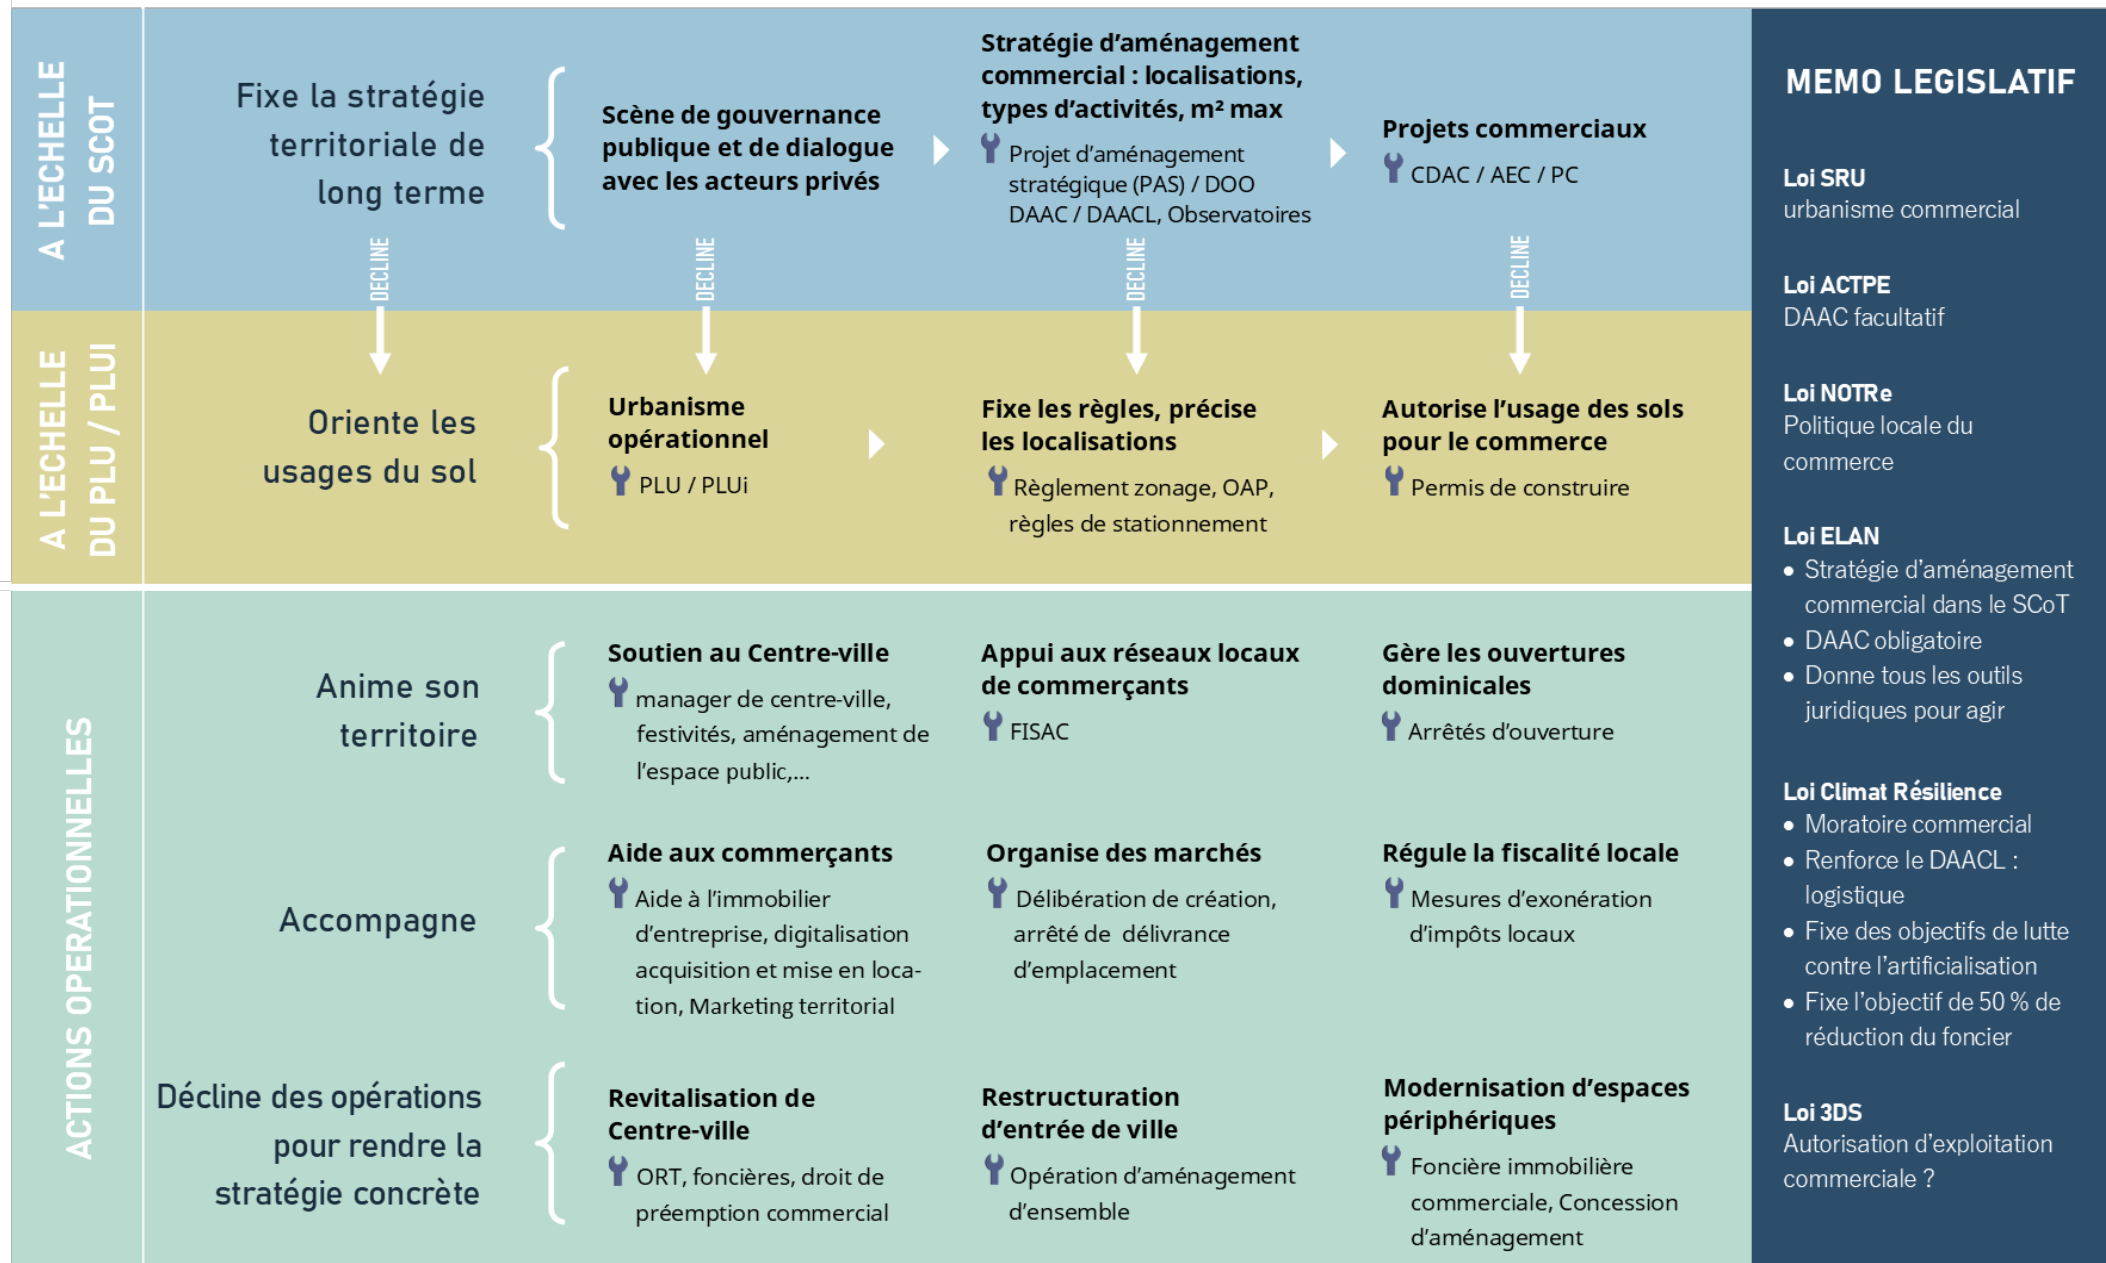 A L'ECHELLE
DU SCOT
Fixe la stratégie
territoriale de
long terme
Scène de gouvernance
publique et de dialogue
avec les acteurs privés
Stratégie d'aménagement
commercial : localisations,
types d'activités, m² max
Projet d'aménagement
stratégique (PAS) / DOO
DAAC / DAACL, Observatoires
Projets commerciaux
CDAC / AEC / PC
DECLINE
DECLINE
DECLINE
DECLINE
A L'ECHELLE
DU PLU / PLUI
Oriente les
usages du sol
Urbanisme
opérationnel
PLU / PLUi
Fixe les règles, précise
les localisations
Règlement zonage, OAP,
règles de stationnement
Autorise l'usage des sols
pour le commerce
Permis de construire
ACTIONS OPERATIONNELLES
Anime son
territoire
Soutien au Centre-ville
manager de centre-ville,
festivités, aménagement de
l'espace public,...
Appui aux réseaux locaux
de commerçants
FISAC
Gère les ouvertures
dominicales
Arrêtés d'ouverture
Accompagne
Aide aux commerçants
Aide à l'immobilier
d'entreprise, digitalisation
acquisition et mise en loca-
tion, Marketing territorial
Organise des marchés
Délibération de création,
arrêté de délivrance
d'emplacement
Régule la fiscalité locale
Mesures d'exonération
d'impôts locaux
Décline des opérations
pour rendre la
stratégie concrète
Revitalisation de
Centre-ville
ORT, foncières, droit de
préemption commercial
Restructuration
d'entrée de ville
Opération d'aménagement
d'ensemble
Modernisation d'espaces
périphériques
Foncière immobilière
commerciale, Concession
d'aménagement
MEMO LEGISLATIF
Loi SRU
urbanisme commercial
Loi ACTPE
DAAC facultatif
Loi NOTRe
Politique locale du
commerce
Loi ELAN
• Stratégie d'aménagement
commercial dans le SCoT
• DAAC obligatoire
• Donne tous les outils
juridiques pour agir
Loi Climat Résilience
• Moratoire commercial
• Renforce le DAACL :
logistique
• Fixe des objectifs de lutte
contre l'artificialisation
• Fixe l'objectif de 50 % de
réduction du foncier
Loi 3DS
Autorisation d'exploitation
commerciale ?